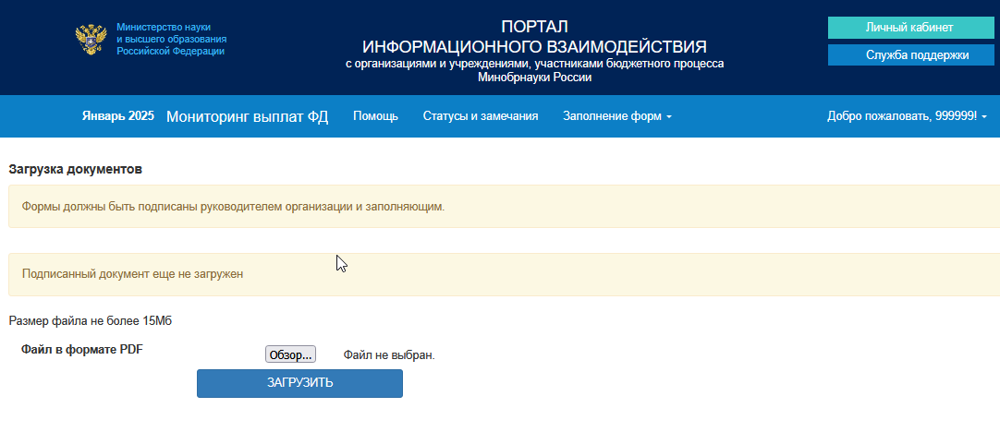 Министерство науки
и высшего образования
Российской Федерации
ПОРТАЛ
ИНФОРМАЦИОННОГО ВЗАИМОДЕЙСТВИЯ
с организациями и учреждениями, участниками бюджетного процесса
Минобрнауки России
Личный кабинет
Служба поддержки
Январь 2025 Мониторинг выплат ФД Помощь Статусы и замечания Заполнение форм Добро пожаловать, 999999!
Загрузка документов
Формы должны быть подписаны руководителем организации и заполняющим.
Подписанный документ еще не загружен
Размер файла не более 15Мб
Файл в формате PDF
Обзор... Файл не выбран.
ЗАГРУЗИТЬ